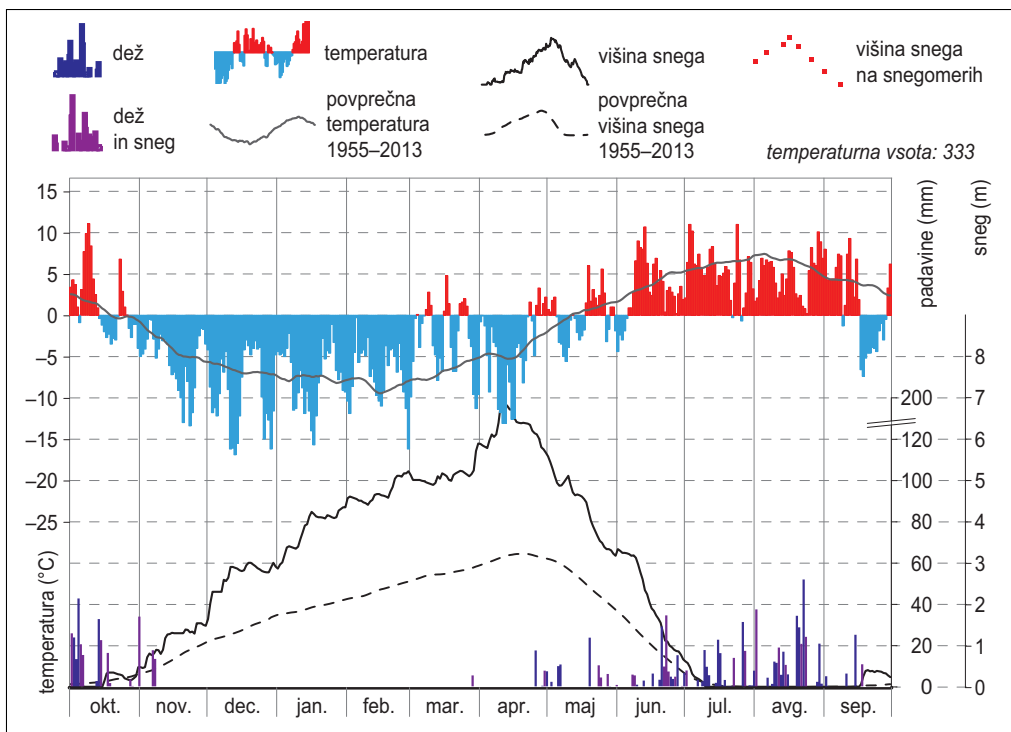 dež
temperatura
višina snega
višina snega
na snegomerih
dež
in sneg
povprečna
temperatura
1955–2013
povprečna
višina snega
1955–2013
temperaturna vsota: 333
15
10
5
0
–5
–10
–15
–20
–25
temperatura (°C)
padavine (mm)
200
120
100
80
60
40
20
0
sneg (m)
8
7
6
5
4
3
2
1
0
okt. nov. dec. jan. feb. mar. apr. maj jun. jul. avg. sep.